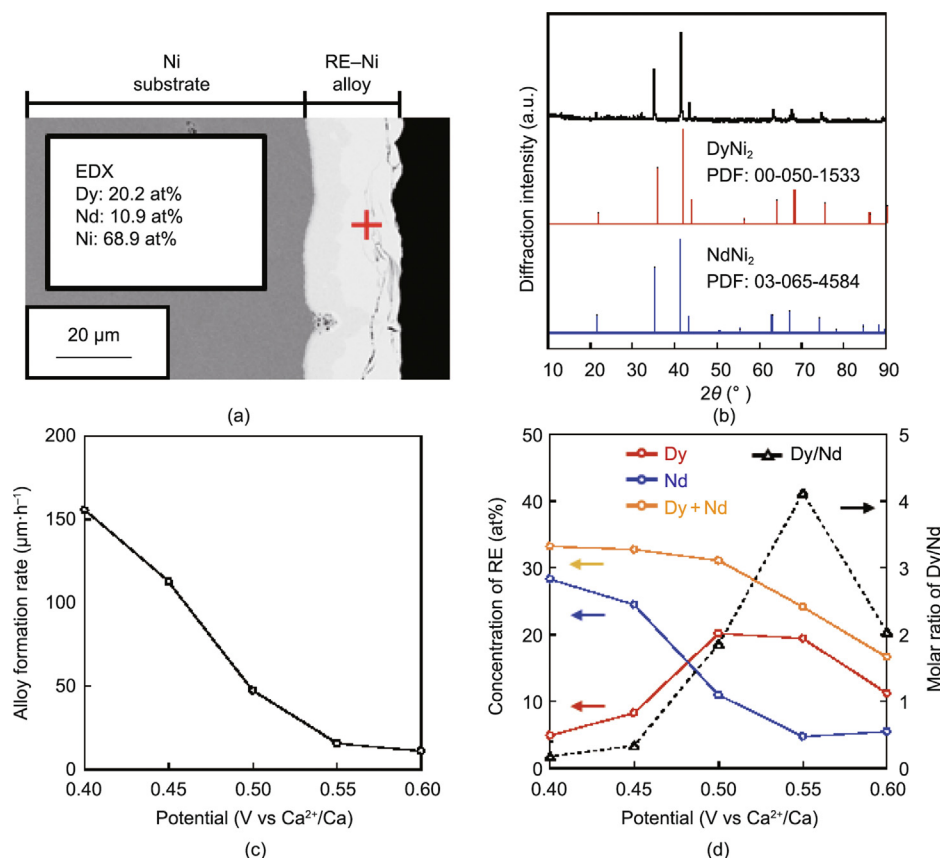 Ni
substrate
RE–Ni
alloy
EDX
Dy: 20.2 at%
Nd: 10.9 at%
Ni: 68.9 at%
20 μm
(a)
Diffraction intensity (a.u.)
DyNi₂
PDF: 00-050-1533
NdNi₂
PDF: 03-065-4584
10 20 30 40 50 60 70 80 90
2θ (°)
(b)
Alloy formation rate (μm·h⁻¹)
200
150
100
50
0
0.40 0.45 0.50 0.55 0.60
Potential (V vs Ca²⁺/Ca)
(c)
Concentration of RE (at%)
50
40
30
20
10
0
Dy
Nd
Dy + Nd
Dy/Nd
5
4
3
2
1
0
Molar ratio of Dy/Nd
0.40 0.45 0.50 0.55 0.60
Potential (V vs Ca²⁺/Ca)
(d)